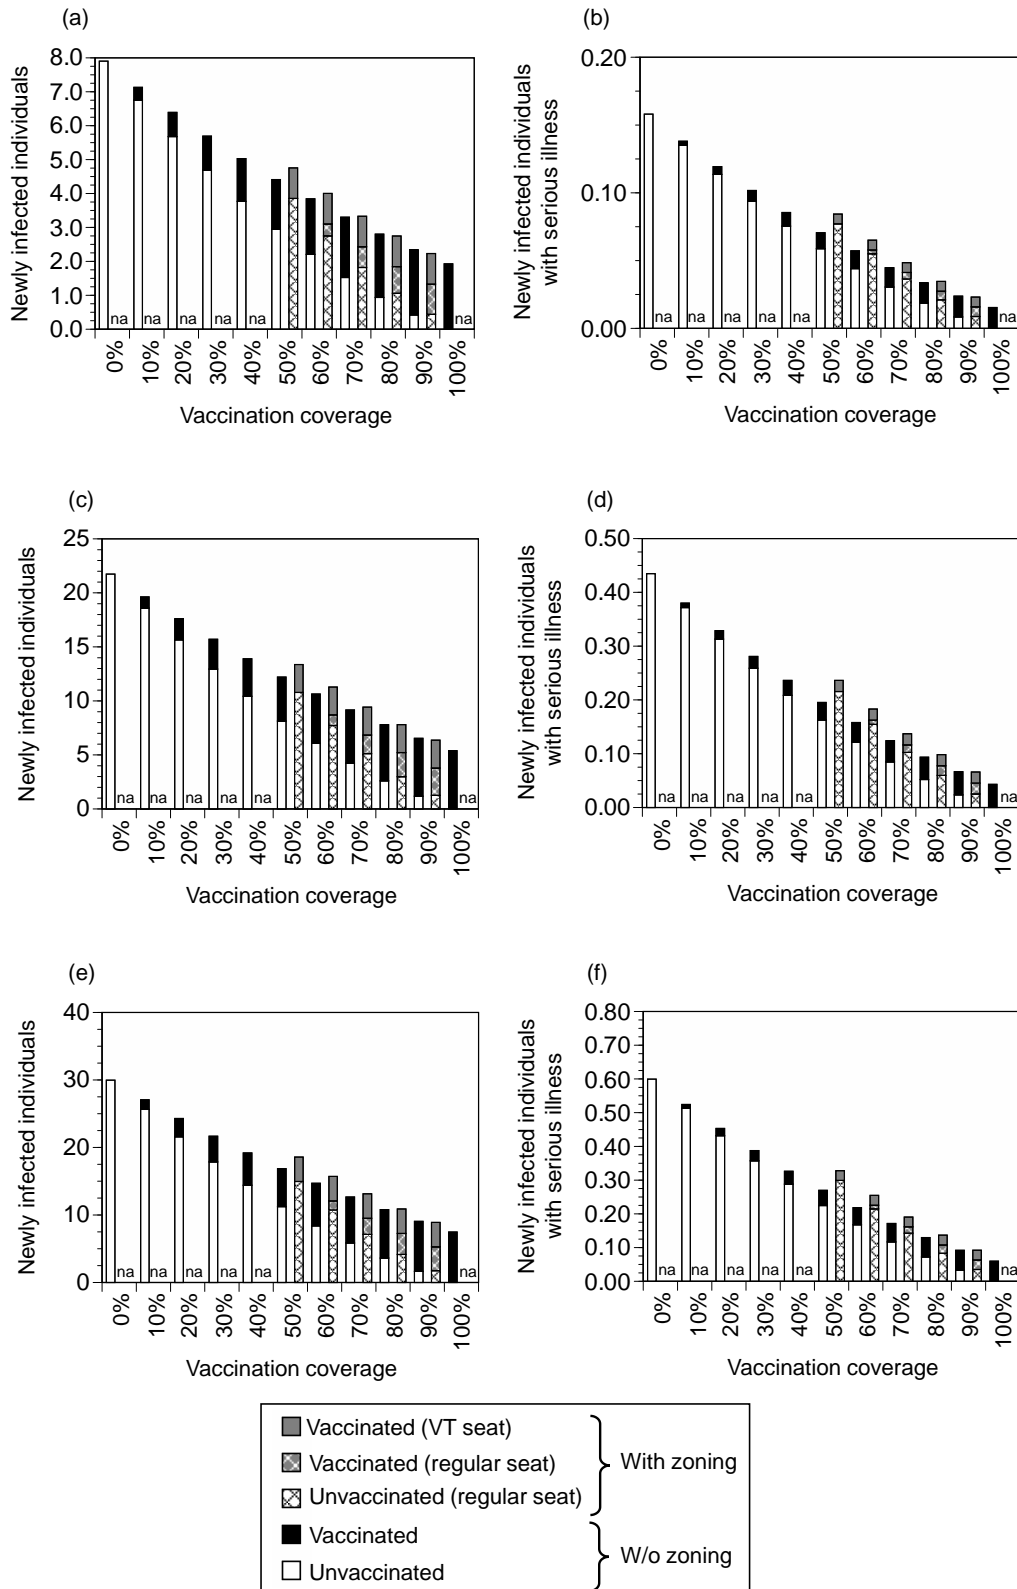 (a)
Newly infected individuals
8.0
7.0
6.0
5.0
4.0
3.0
2.0
1.0
0.0
na na na na na na
0% 10% 20% 30% 40% 50% 60% 70% 80% 90% 100%
Vaccination coverage
(b)
Newly infected individuals
with serious illness
0.20
0.10
0.00
na na na na na na
0% 10% 20% 30% 40% 50% 60% 70% 80% 90% 100%
Vaccination coverage
(c)
Newly infected individuals
25
20
15
10
5
0
na na na na na na
0% 10% 20% 30% 40% 50% 60% 70% 80% 90% 100%
Vaccination coverage
(d)
Newly infected individuals
with serious illness
0.50
0.40
0.30
0.20
0.10
0.00
na na na na na na
0% 10% 20% 30% 40% 50% 60% 70% 80% 90% 100%
Vaccination coverage
(e)
Newly infected individuals
40
30
20
10
0
na na na na na na
0% 10% 20% 30% 40% 50% 60% 70% 80% 90% 100%
Vaccination coverage
(f)
Newly infected individuals
with serious illness
0.80
0.70
0.60
0.50
0.40
0.30
0.20
0.10
0.00
na na na na na na
0% 10% 20% 30% 40% 50% 60% 70% 80% 90% 100%
Vaccination coverage
Vaccinated (VT seat)
Vaccinated (regular seat)
Unvaccinated (regular seat)
With zoning
Vaccinated
Unvaccinated
W/o zoning